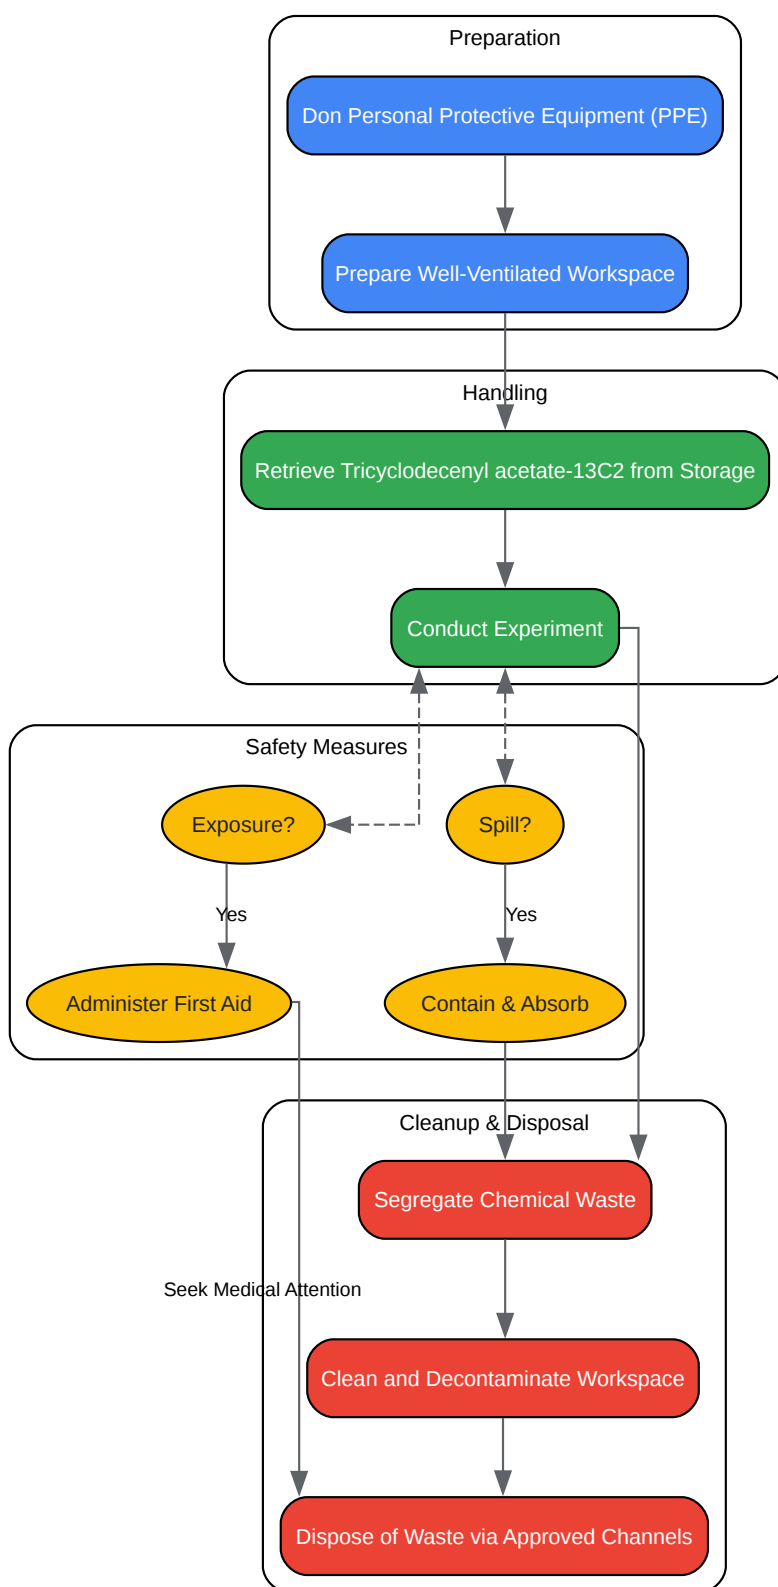 Preparation
Don Personal Protective Equipment (PPE)
Prepare Well-Ventilated Workspace
Handling
Retrieve Tricyclodecenyl acetate-13C2 from Storage
Conduct Experiment
Safety Measures
Exposure?
Spill?
Yes
Yes
Administer First Aid
Contain & Absorb
Cleanup & Disposal
Segregate Chemical Waste
Seek Medical Attention
Clean and Decontaminate Workspace
Dispose of Waste via Approved Channels